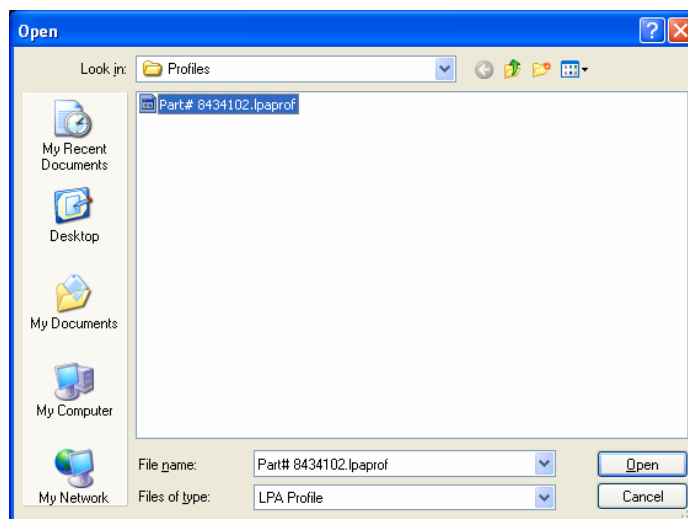 Open
Look in: Profiles
Part# 8434102.lpaprof
My Recent
Documents
Desktop
My Documents
My Computer
My Network
File name: Part# 8434102.lpaprof Open
Files of type: LPA Profile Cancel